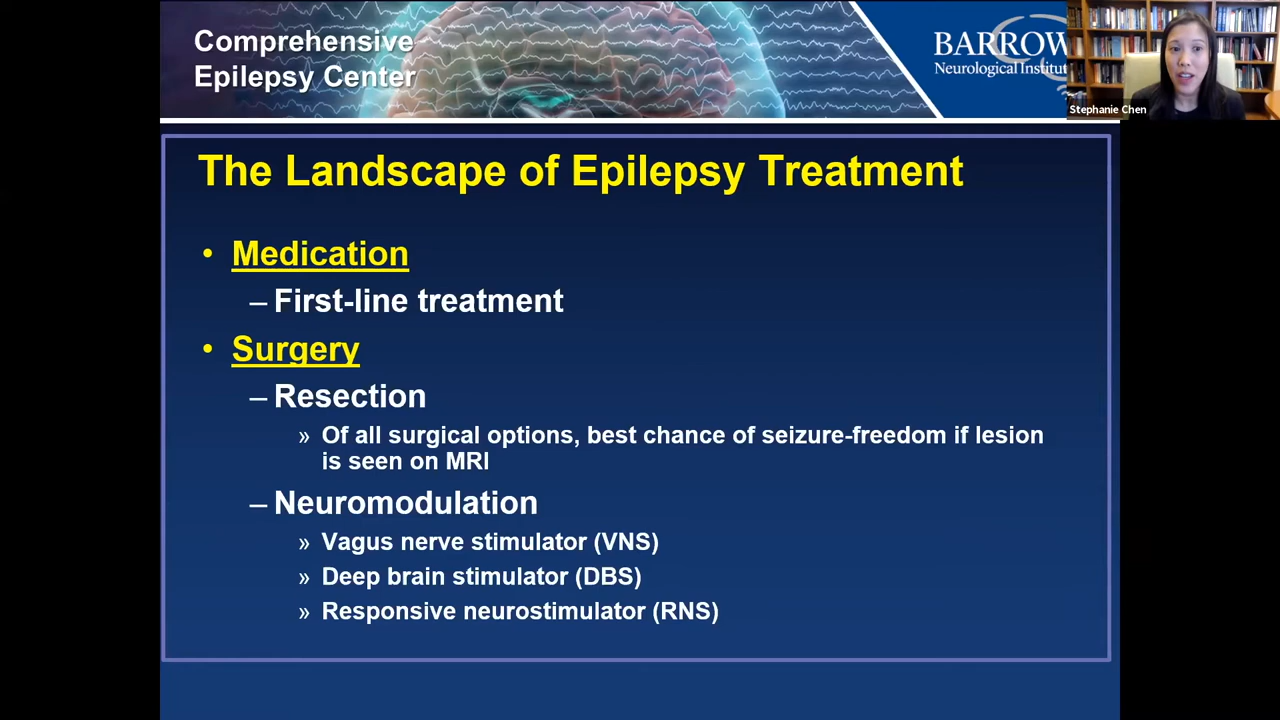 Comprehensive
Epilepsy Center
BARROW
Neurological Institut
Stephanie Chen
The Landscape of Epilepsy Treatment
• Medication
– First-line treatment
• Surgery
– Resection
» Of all surgical options, best chance of seizure-freedom if lesion
is seen on MRI
– Neuromodulation
» Vagus nerve stimulator (VNS)
» Deep brain stimulator (DBS)
» Responsive neurostimulator (RNS)